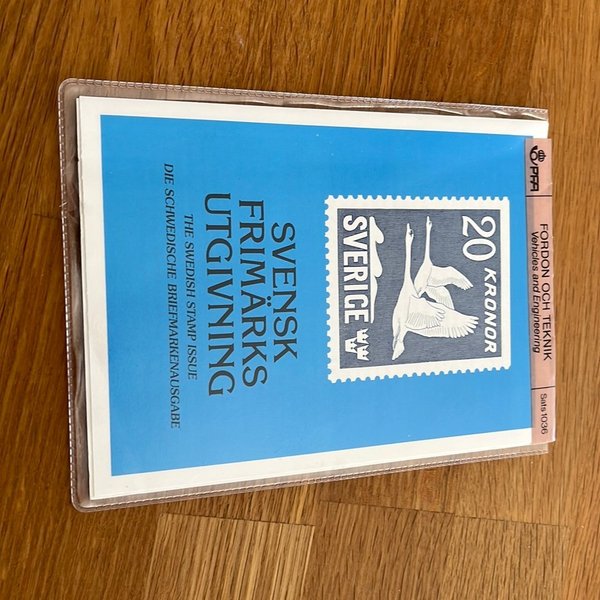 PFA
FORDON OCH TEKNIK
Vehicles and Engineering
Sats 1036
20 KRONOR
SVERIGE
SVENSK
FRIMÄRKS
UTGIVNING
THE SWEDISH STAMP ISSUE
DIE SCHWEDISCHE BRIEFMARKENAUSGABE